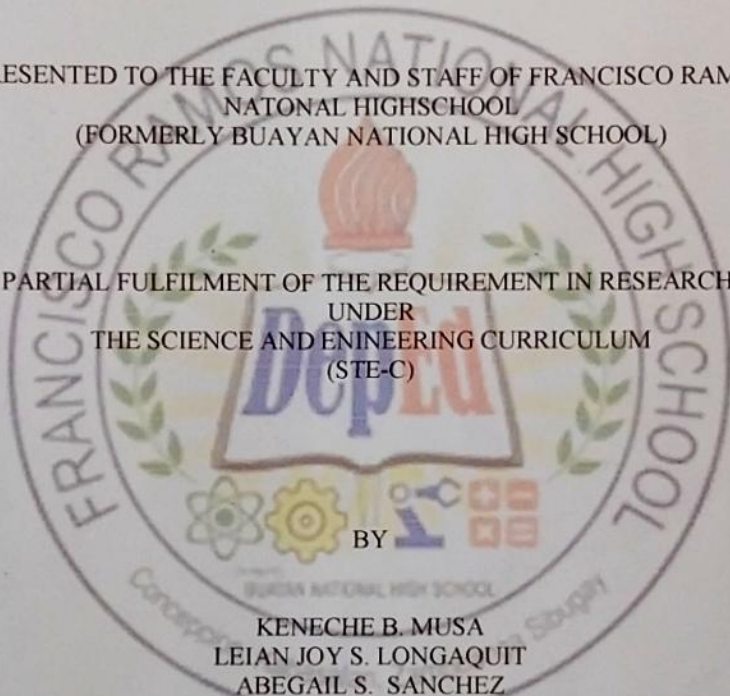 ESENTED TO THE FACULTY AND STAFF OF FRANCISCO RAM
NATONAL HIGHSCHOOL
(FORMERLY BUAYAN NATIONAL HIGH SCHOOL)
PARTIAL FULFILMENT OF THE REQUIREMENT IN RESEARCH
UNDER
THE SCIENCE AND ENINEERING CURRICULUM
(STE-C)
BY
KENECHE B. MUSA
LEIAN JOY S. LONGAQUIT
ABEGAIL S. SANCHEZ
FRANCISCO RAMOS NATIONAL HIGH SCHOOL
DepEd
BUAYAN NATIONAL HIGH SCHOOL
Sibugay